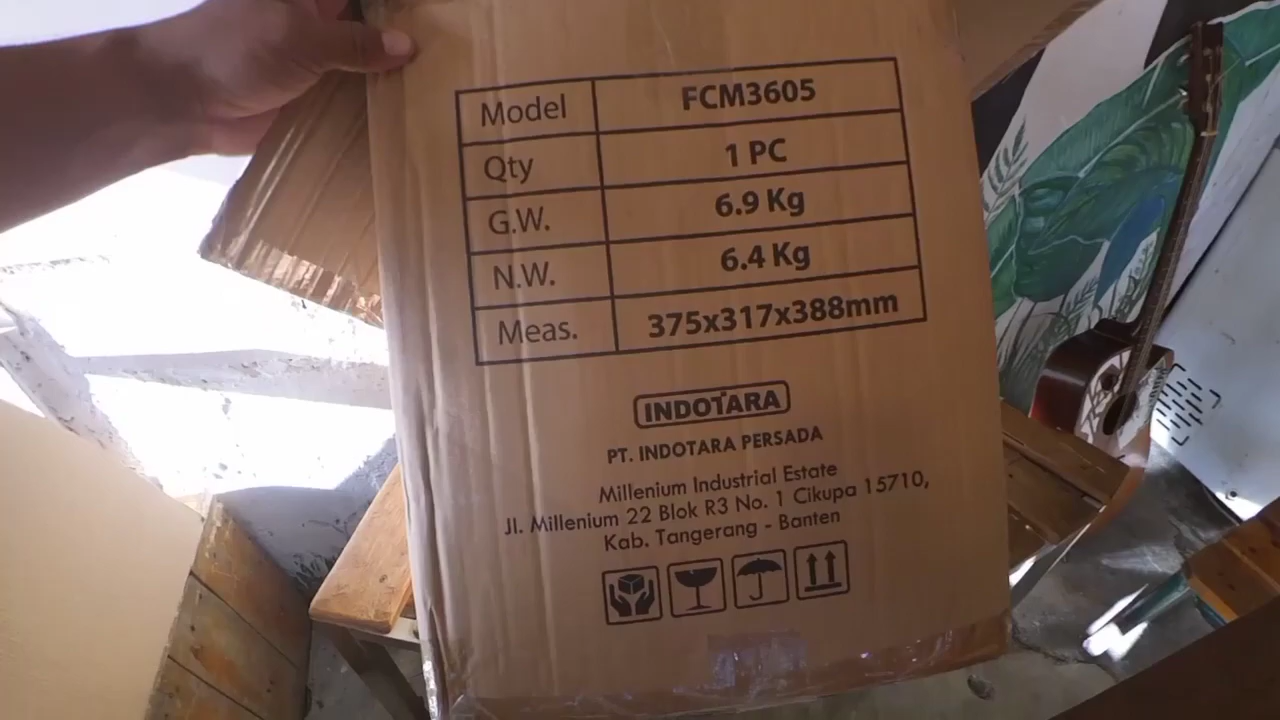 Model FCM3605
Qty 1 PC
G.W. 6.9 Kg
N.W. 6.4 Kg
Meas. 375x317x388mm
INDOTARA
PT. INDOTARA PERSADA
Millenium Industrial Estate
Jl. Millenium 22 Blok R3 No. 1 Cikupa 15710,
Kab. Tangerang - Banten